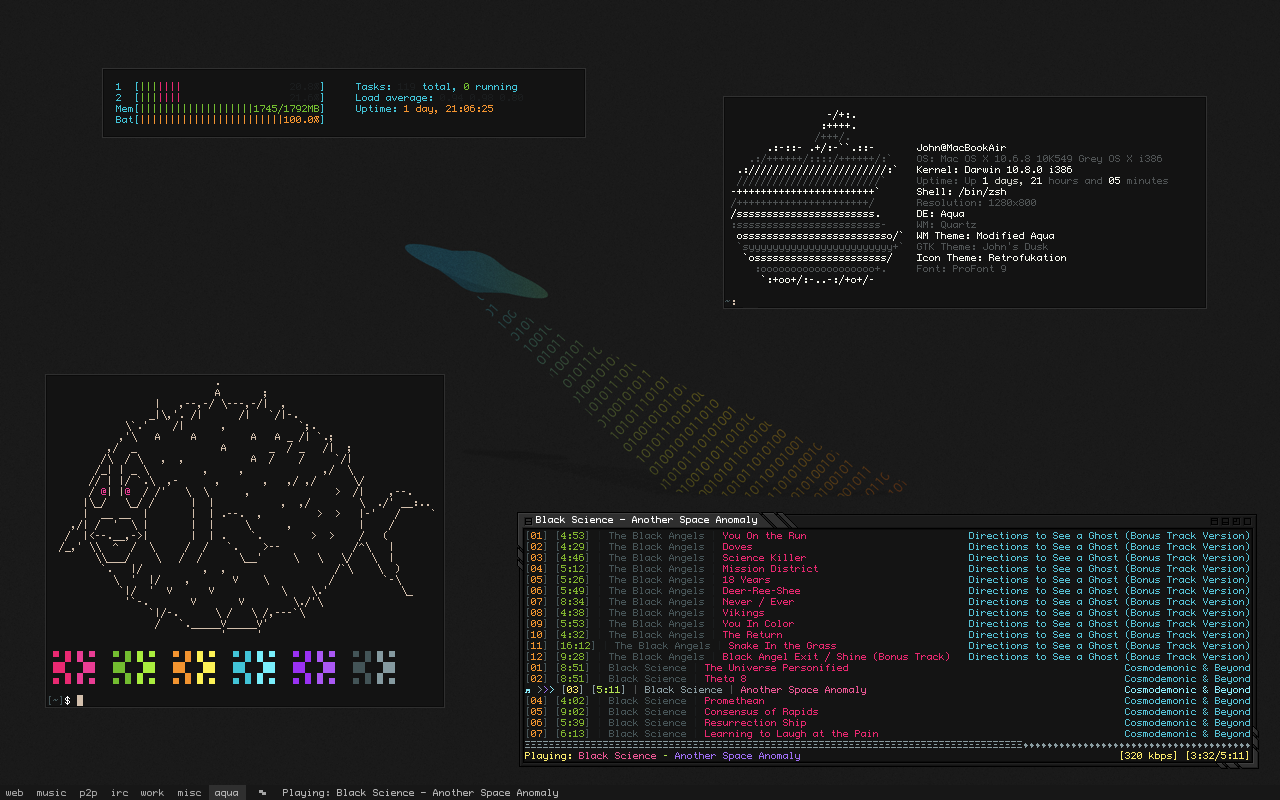 1 [|||||||]
2 [|||||||]
Mem[||||||||||||||||||||1745/1792MB]
Bat[|||||||||||||||||||||||||100.0%]
Tasks: total, 0 running
Load average:
Uptime: 1 day, 21:06:25
John@MacBookAir
OS: Mac OS X 10.6.8 10K549 Grey OS X i386
Kernel: Darwin 10.8.0 i386
Uptime: Up 1 days, 21 hours and 05 minutes
Shell: /bin/zsh
Resolution: 1280x800
DE: Aqua
WM: Quartz
WM Theme: Modified Aqua
GTK Theme: John's Dusk
Icon Theme: Retrofukation
Font: ProFont 9
~:
[~]$
Black Science - Another Space Anomaly
[01] [4:53] | The Black Angels | You On the Run Directions to See a Ghost (Bonus Track Version)
[02] [4:29] | The Black Angels | Doves Directions to See a Ghost (Bonus Track Version)
[03] [4:46] | The Black Angels | Science Killer Directions to See a Ghost (Bonus Track Version)
[04] [5:12] | The Black Angels | Mission District Directions to See a Ghost (Bonus Track Version)
[05] [5:26] | The Black Angels | 18 Years Directions to See a Ghost (Bonus Track Version)
[06] [5:49] | The Black Angels | Deer-Ree-Shee Directions to See a Ghost (Bonus Track Version)
[07] [8:34] | The Black Angels | Never / Ever Directions to See a Ghost (Bonus Track Version)
[08] [4:38] | The Black Angels | Vikings Directions to See a Ghost (Bonus Track Version)
[09] [5:53] | The Black Angels | You In Color Directions to See a Ghost (Bonus Track Version)
[10] [4:32] | The Black Angels | The Return Directions to See a Ghost (Bonus Track Version)
[11] [16:12] | The Black Angels | Snake In the Grass Directions to See a Ghost (Bonus Track Version)
[12] [9:28] | The Black Angels | Black Angel Exit / Shine (Bonus Track) Directions to See a Ghost (Bonus Track Version)
[01] [8:51] | Black Science | The Universe Personified Cosmodemonic & Beyond
[02] [8:51] | Black Science | Theta 8 Cosmodemonic & Beyond
♬ >>> [03] [5:11] | Black Science | Another Space Anomaly Cosmodemonic & Beyond
[04] [4:02] | Black Science | Promethean Cosmodemonic & Beyond
[05] [9:02] | Black Science | Consensus of Rapids Cosmodemonic & Beyond
[06] [5:39] | Black Science | Resurrection Ship Cosmodemonic & Beyond
[07] [6:13] | Black Science | Learning to Laugh at the Pain Cosmodemonic & Beyond
Playing: Black Science - Another Space Anomaly [320 kbps] [3:32/5:11]
web music p2p irc work misc aqua Playing: Black Science - Another Space Anomaly